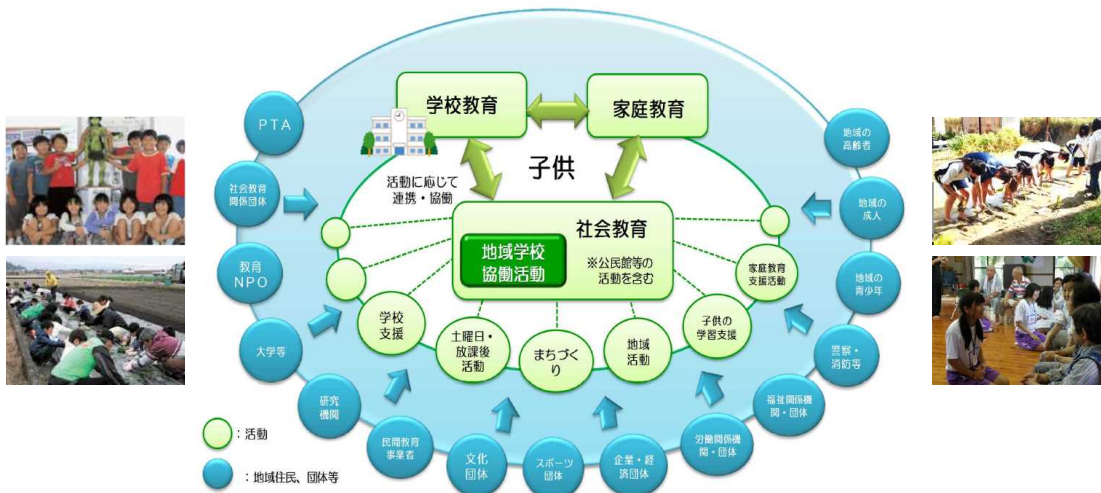 学校教育
家庭教育
子供
活動に応じて
連携・協働
社会教育
地域学校
協働活動
※公民館等の
活動を含む
学校
支援
土曜日・
放課後
活動
まちづく
り
地域
活動
子供の
学習支援
家庭教育
支援活動
PTA
社会教育
関係団体
教育
NPO
大学等
研究
機関
民間教育
事業者
文化
団体
スポーツ
団体
企業・経
済団体
労働関係機
関・団体
福祉関係機
関・団体
警察・
消防等
地域の
青少年
地域の
成人
地域の
高齢者
:活動
:地域住民、団体等